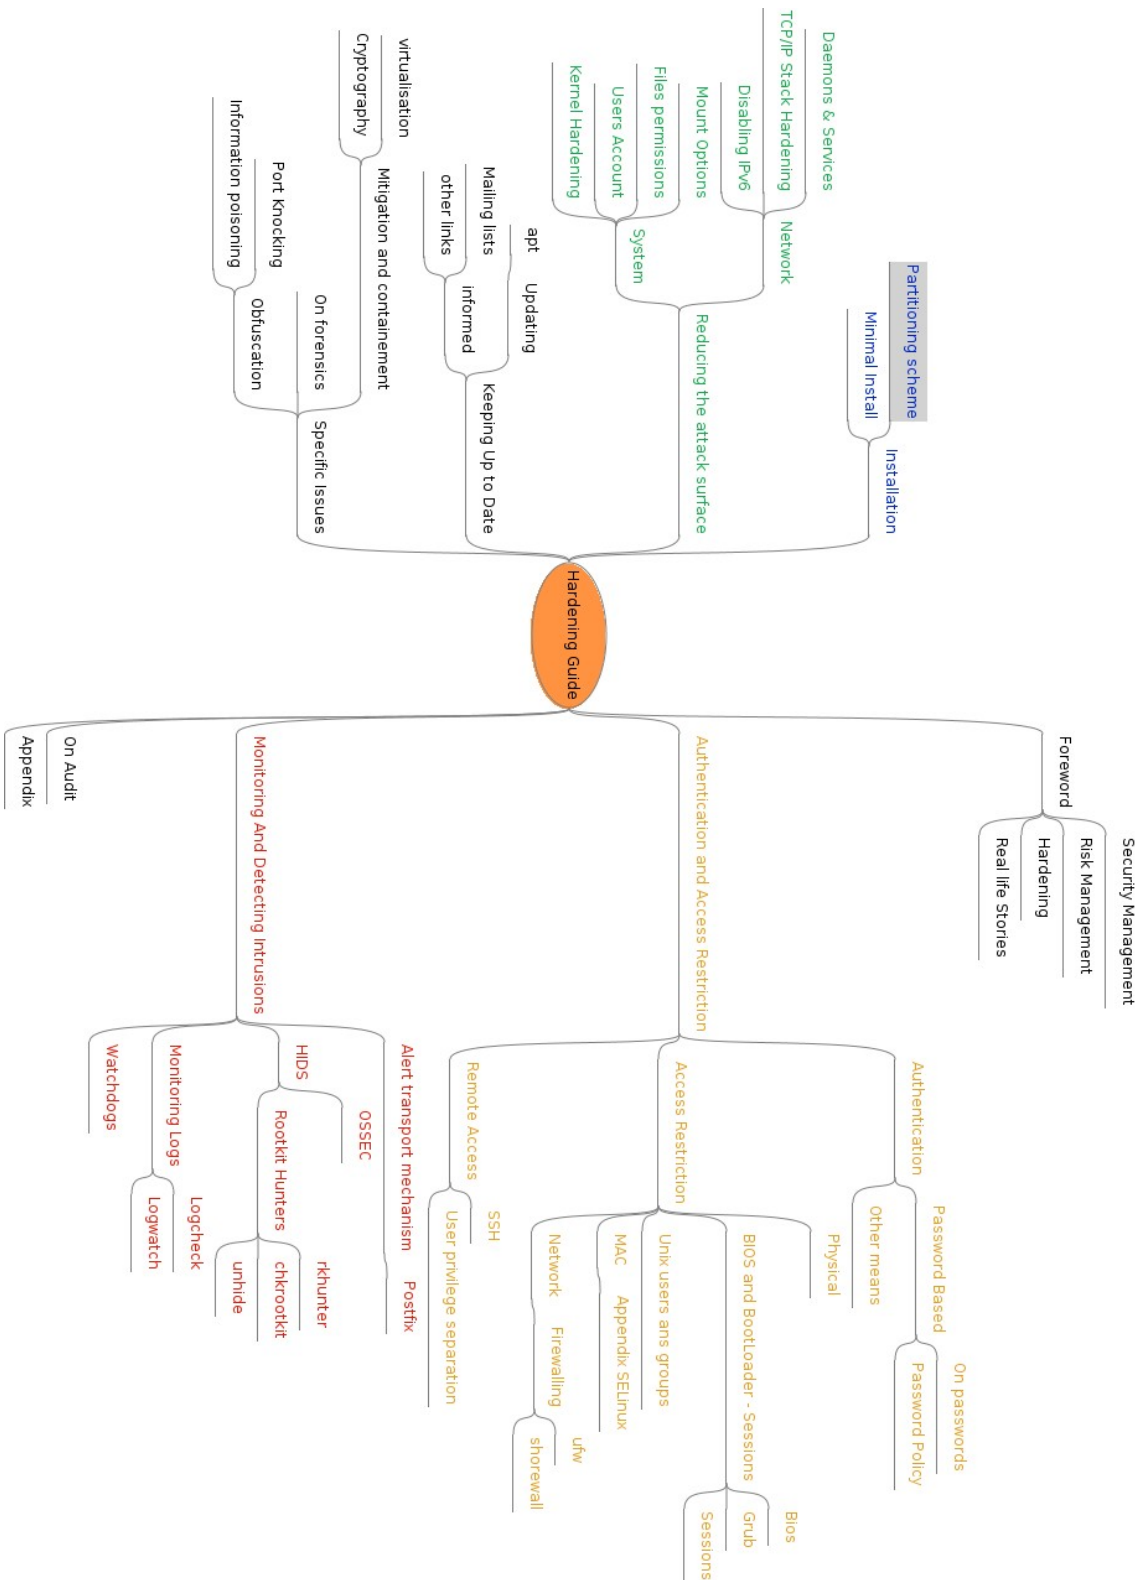 Partitioning scheme
Minimal Install
Installation
Daemons & Services
TCP/IP Stack Hardening
Disabling IPv6
Network
Mount Options
Files permissions
Users Account
Kernel Hardening
System
Reducing the attack surface
apt
Updating
Mailing lists
other links
informed
Keeping Up to Date
virtualisation
Cryptography
Mitigation and containement
On forensics
Port Knocking
Information poisoning
Obfuscation
Specific Issues
Hardening Guide
Foreword
Security Management
Risk Management
Hardening
Real life Stories
Authentication and Access Restriction
Authentication
Password Based
On passwords
Password Policy
Other means
Access Restriction
Physical
BIOS and BootLoader - Sessions
Bios
Grub
Sessions
Unix users ans groups
MAC
Appendix SELinux
Network
Firewalling
ufw
shorewall
Remote Access
SSH
User privilege separation
Monitoring And Detecting Intrusions
Alert transport mechanism
Postfix
HIDS
OSSEC
Rootkit Hunters
rkhunter
chkrootkit
unhide
Monitoring Logs
Logcheck
Logwatch
Watchdogs
On Audit
Appendix